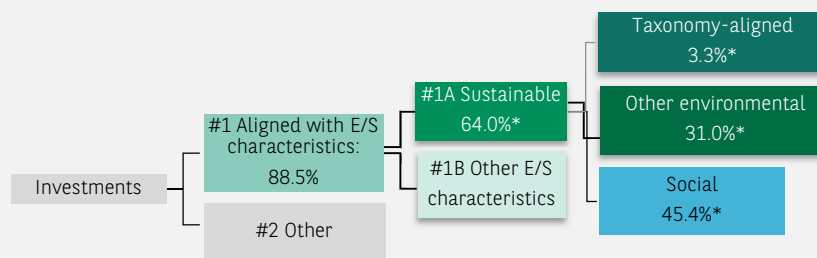 Investments
#1 Aligned with E/S
characteristics:
88.5%
#2 Other
#1A Sustainable
64.0%*
#1B Other E/S
characteristics
Taxonomy-aligned
3.3%*
Other environmental
31.0%*
Social
45.4%*